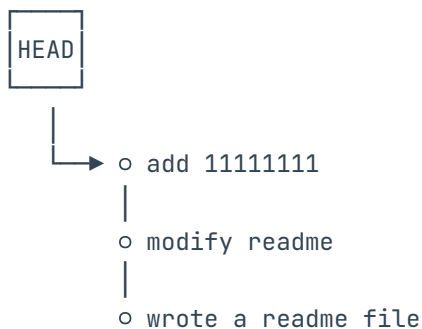 HEAD
add 11111111
modify readme
wrote a readme file